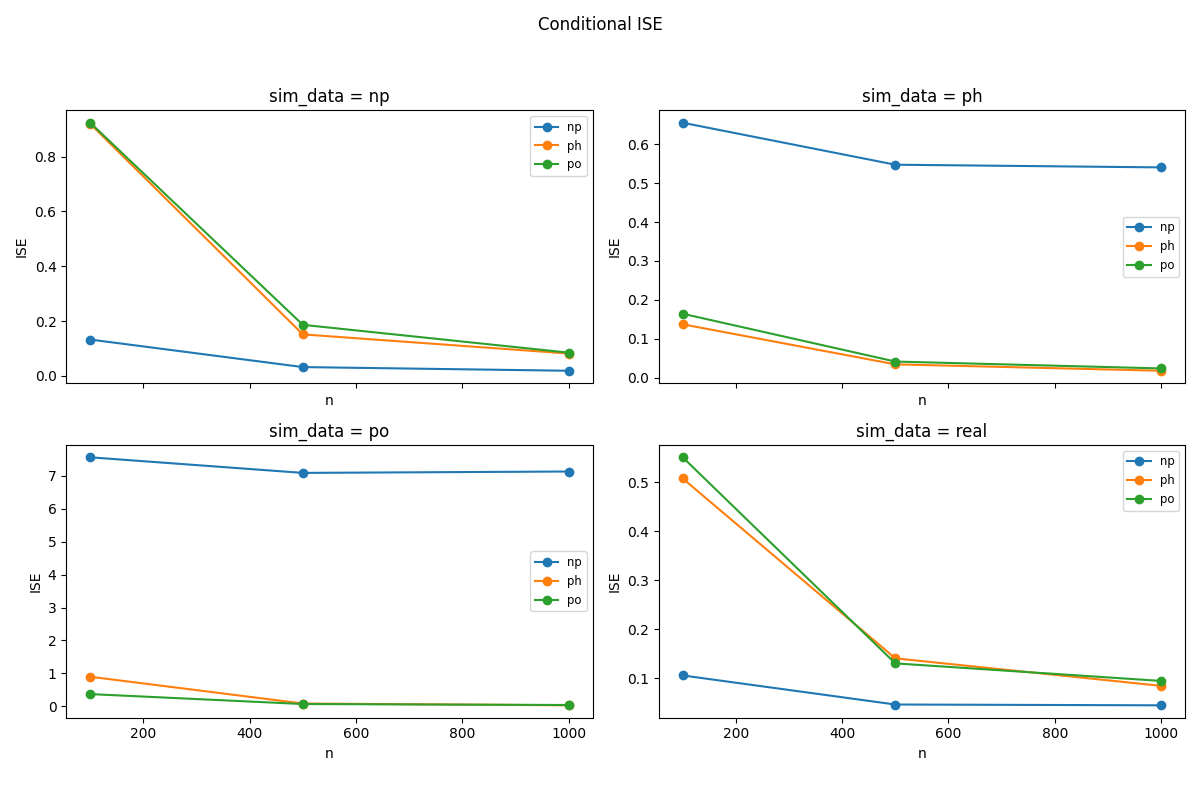 Conditional ISE
sim_data = np
0.8
0.6
0.4
0.2
0.0
ISE
n
np
ph
po
sim_data = ph
0.6
0.5
0.4
0.3
0.2
0.1
0.0
ISE
n
np
ph
po
sim_data = po
7
6
5
4
3
2
1
0
ISE
200 400 600 800 1000
n
np
ph
po
sim_data = real
0.5
0.4
0.3
0.2
0.1
ISE
200 400 600 800 1000
n
np
ph
po